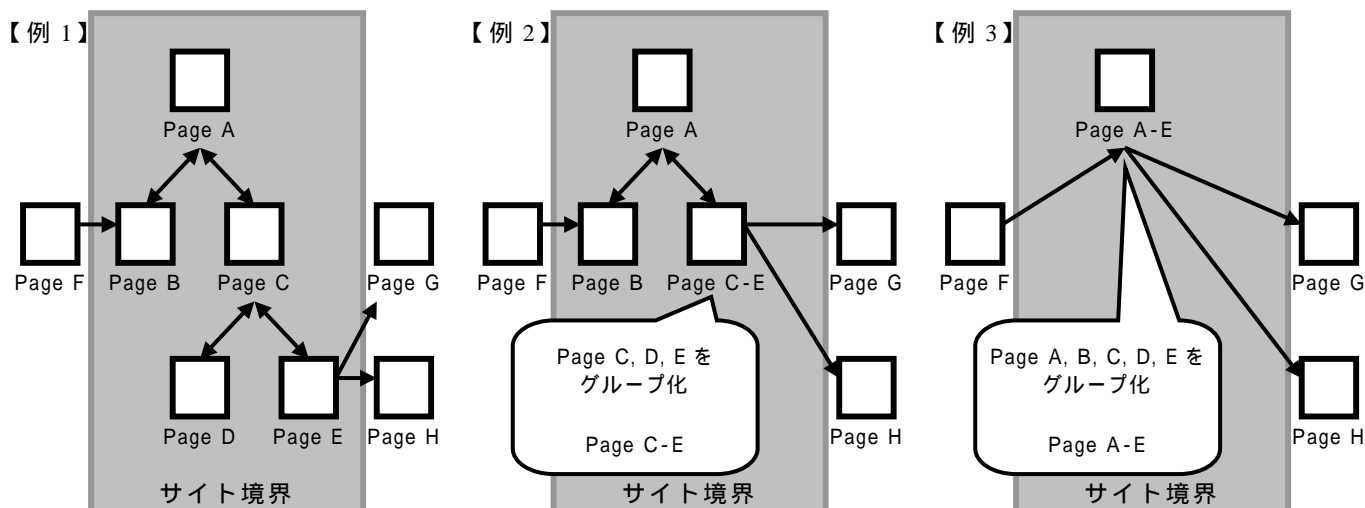 【例 1】
Page A
Page F
Page B
Page C
Page G
Page D
Page E
Page H
サイト境界
【例 2】
Page A
Page F
Page B
Page C-E
Page G
Page C, D, E を
グループ化
Page C-E
Page H
サイト境界
【例 3】
Page A-E
Page F
Page G
Page A, B, C, D, E を
グループ化
Page A-E
Page H
サイト境界